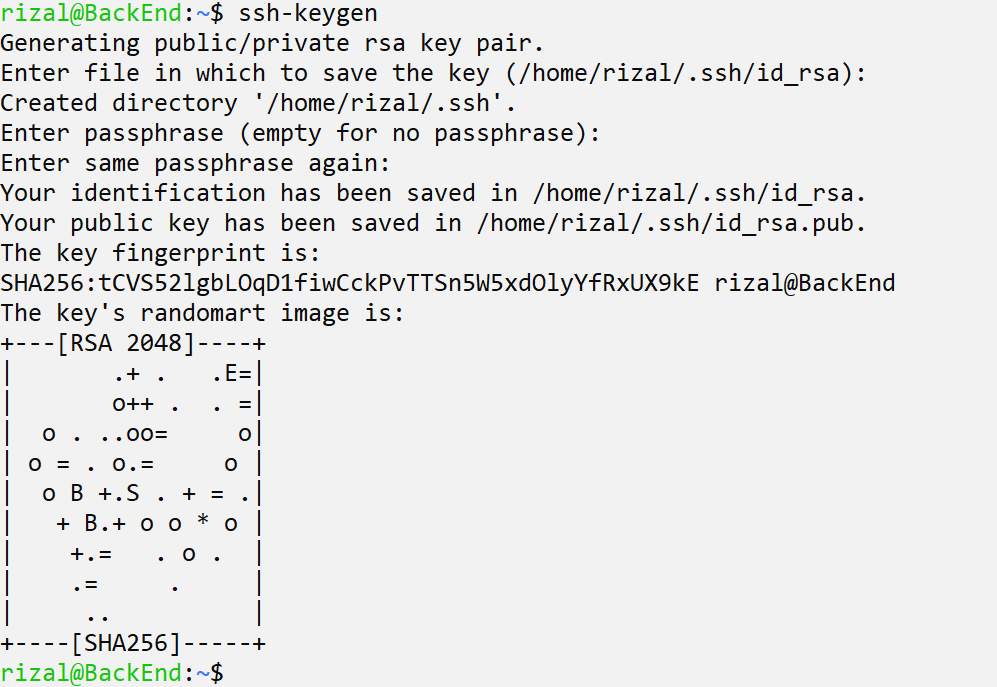 rizal@BackEnd:~$ ssh-keygen
Generating public/private rsa key pair.
Enter file in which to save the key (/home/rizal/.ssh/id_rsa):
Created directory '/home/rizal/.ssh'.
Enter passphrase (empty for no passphrase):
Enter same passphrase again:
Your identification has been saved in /home/rizal/.ssh/id_rsa.
Your public key has been saved in /home/rizal/.ssh/id_rsa.pub.
The key fingerprint is:
SHA256:tCVS52lgbLOqD1fiwCckPvTTSn5W5xdOlyYfRxUX9kE rizal@BackEnd
The key's randomart image is:
+---[RSA 2048]----+
|       .+ .   .E=|
|       o++ .  . =|
|  o . ..oo=     o|
| o = . o.=     o |
|  o B +.S . + = .|
|   + B.+ o o * o |
|    +.=   . o .  |
|    .=     .     |
|     ..          |
+----[SHA256]-----+
rizal@BackEnd:~$